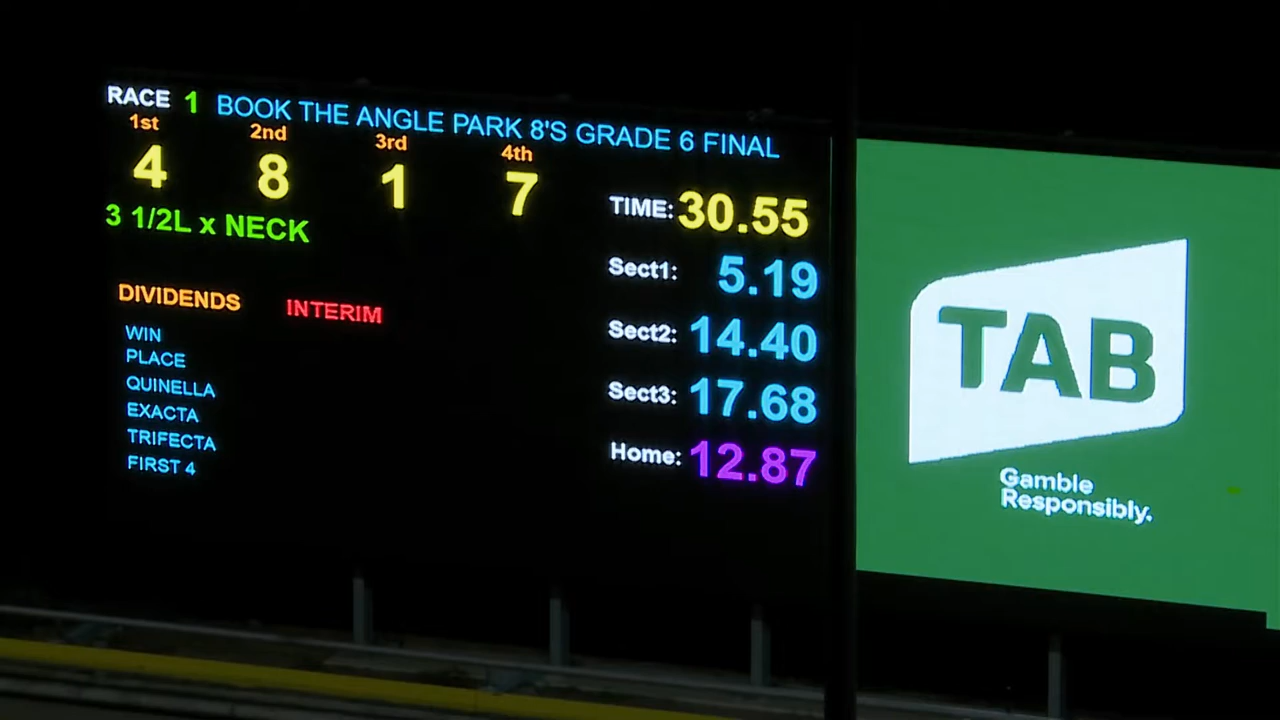 RACE 1 BOOK THE ANGLE PARK 8'S GRADE 6 FINAL
1st 2nd 3rd 4th
4 8 1 7
3 1/2L x NECK
TIME: 30.55
Sect1: 5.19
Sect2: 14.40
Sect3: 17.68
Home: 12.87
DIVIDENDS INTERIM
WIN
PLACE
QUINELLA
EXACTA
TRIFECTA
FIRST 4
TAB
Gamble
Responsibly.